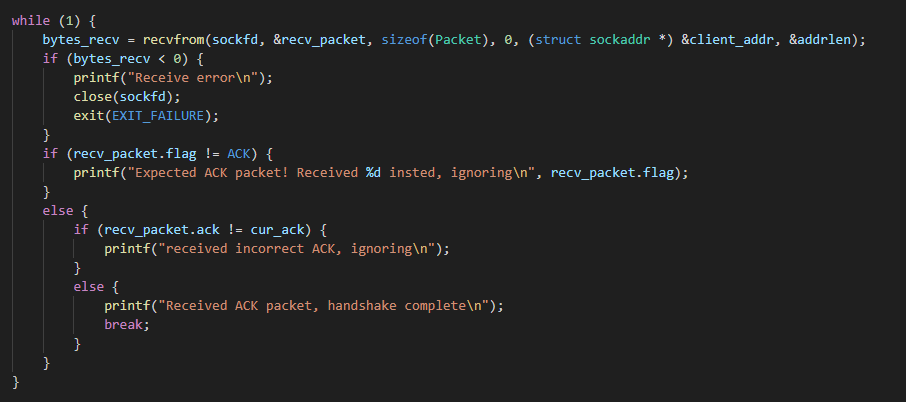 while (1) {
    bytes_recv = recvfrom(sockfd, &recv_packet, sizeof(Packet), 0, (struct sockaddr *) &client_addr, &addrlen);
    if (bytes_recv < 0) {
        printf("Receive error\n");
        close(sockfd);
        exit(EXIT_FAILURE);
    }
    if (recv_packet.flag != ACK) {
        printf("Expected ACK packet! Received %d insted, ignoring\n", recv_packet.flag);
    }
    else {
        if (recv_packet.ack != cur_ack) {
            printf("received incorrect ACK, ignoring\n");
        }
        else {
            printf("Received ACK packet, handshake complete\n");
            break;
        }
    }
}